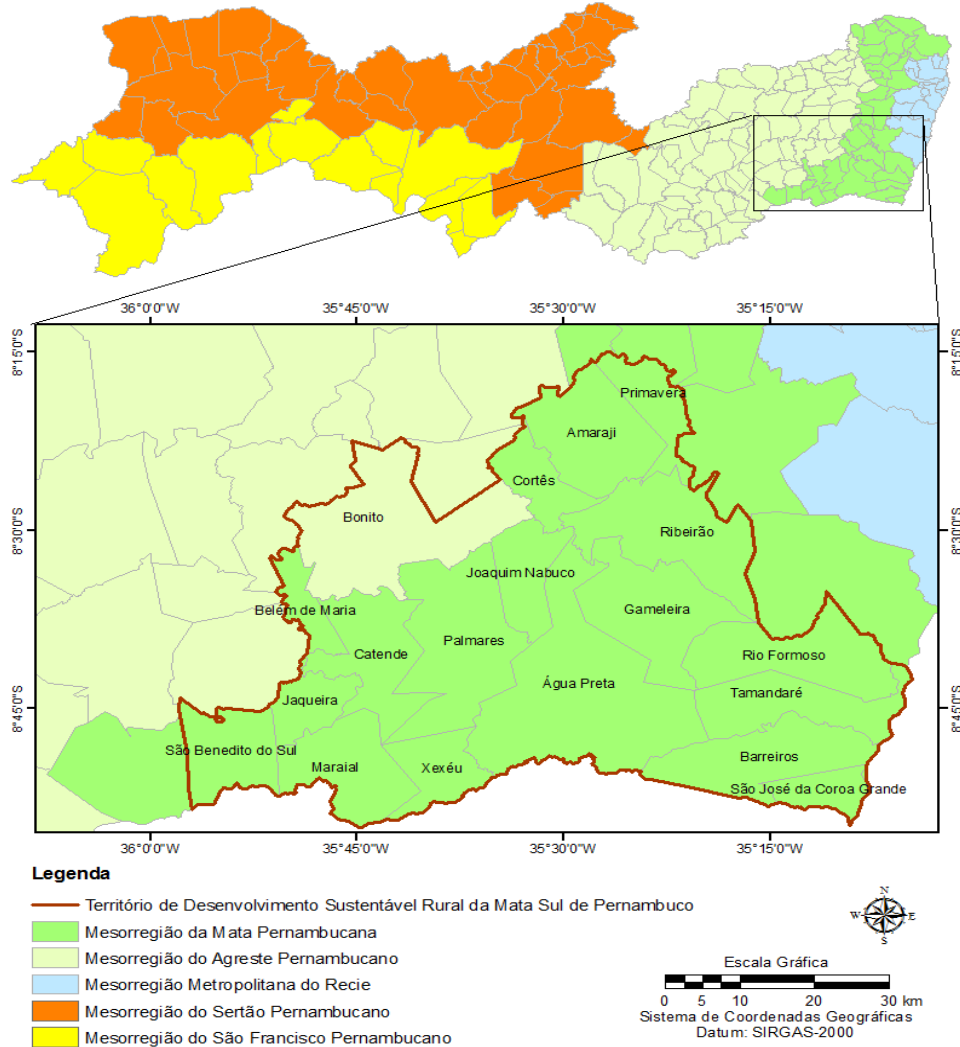 36°0'0"W 35°45'0"W 35°30'0"W 35°15'0"W
8°15'0"S 8°15'0"S
Primavera
Amaraji
Cortês
Bonito
8°30'0"S 8°30'0"S
Ribeirão
Joaquim Nabuco
Belém de Maria
Gameleira
Palmares
Catende
Rio Formoso
Água Preta
Tamandaré
Jaqueira
8°45'0"S 8°45'0"S
São Benedito do Sul
Barreiros
Maraial
Xexéu
São José da Coroa Grande
36°0'0"W 35°45'0"W 35°30'0"W 35°15'0"W
Legenda
Território de Desenvolvimento Sustentável Rural da Mata Sul de Pernambuco
Mesorregião da Mata Pernambucana
Mesorregião do Agreste Pernambucano
Mesorregião Metropolitana do Recie
Mesorregião do Sertão Pernambucano
Mesorregião do São Francisco Pernambucano
N
W E
S
Escala Gráfica
0 5 10 20 30 km
Sistema de Coordenadas Geográficas
Datum: SIRGAS-2000